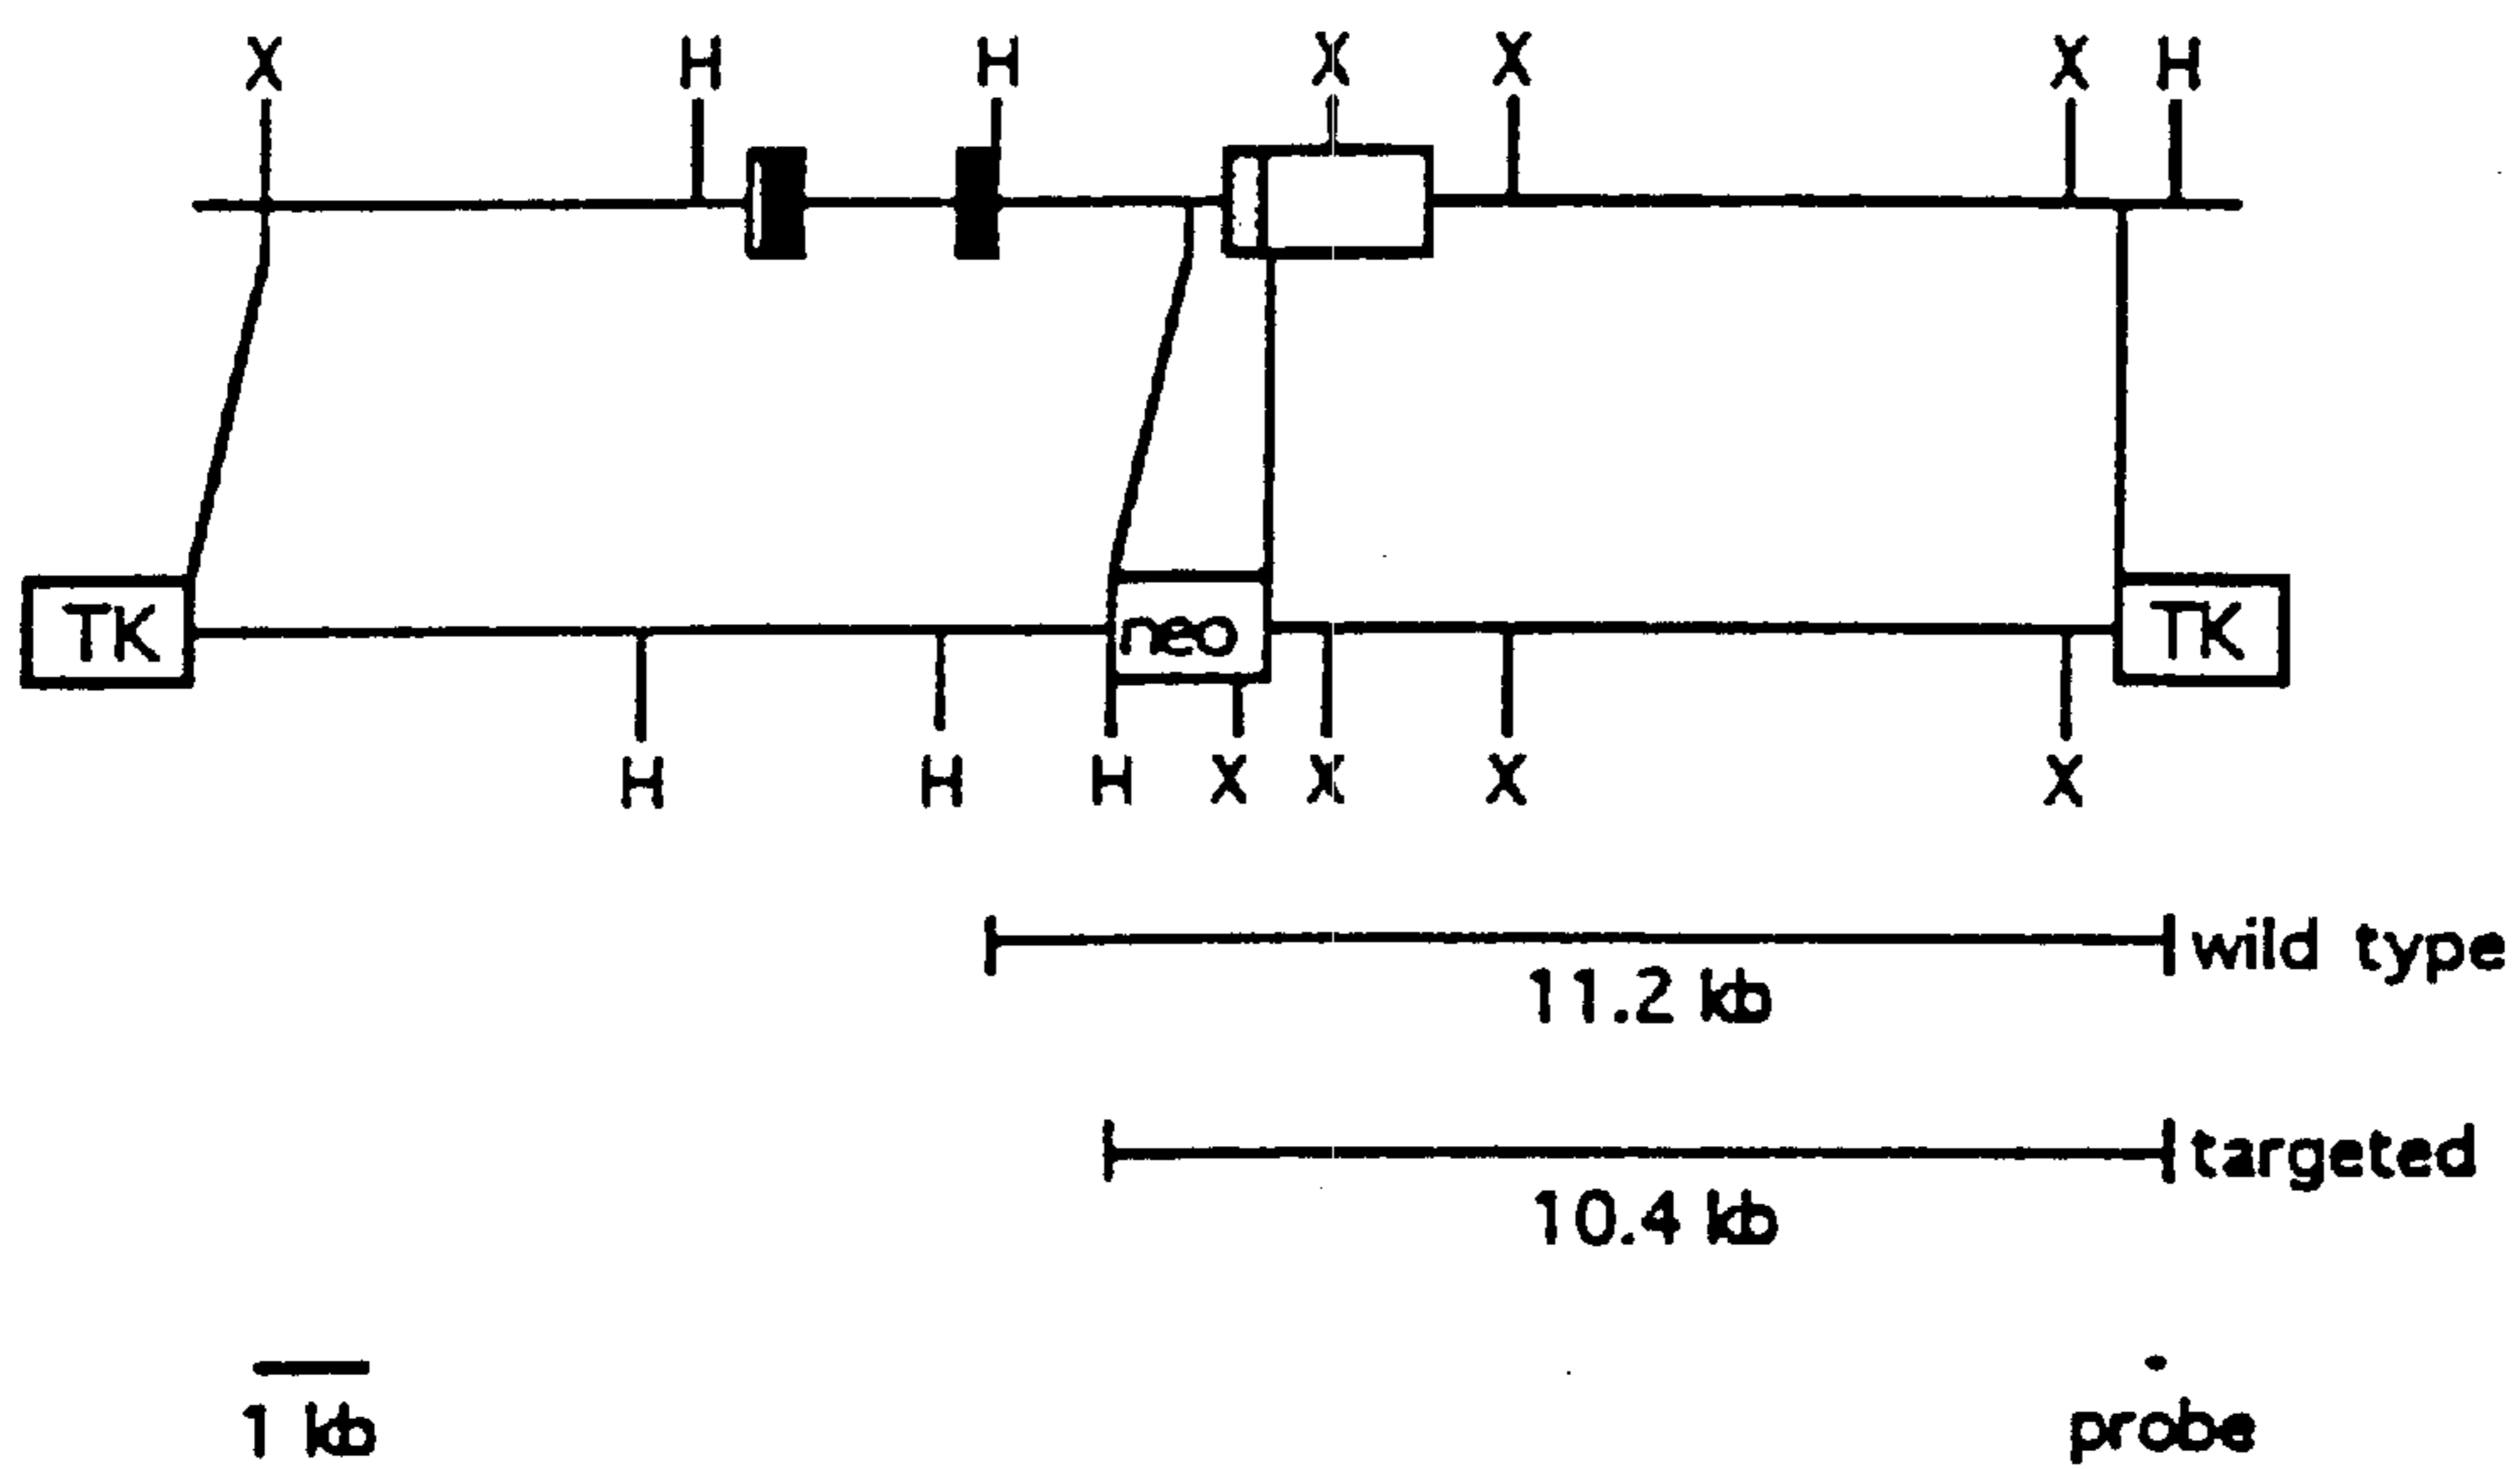 X H H X X X H
TK neo TK
H H H X X X X
wild type
11.2 kb
targeted
10.4 kb
1 kb probe